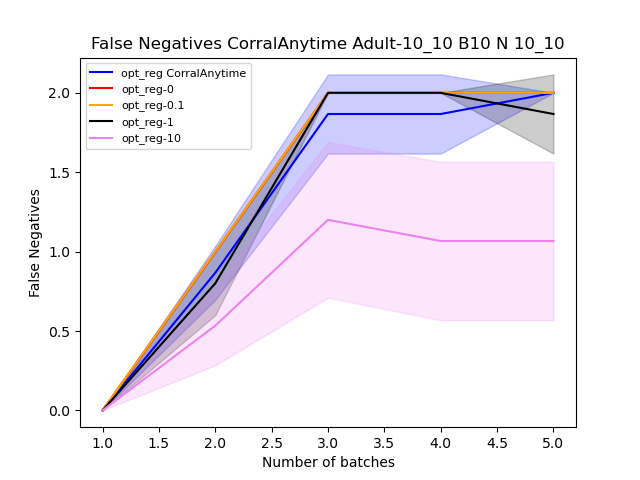 False Negatives CorralAnytime Adult-10_10 B10 N 10_10
opt_reg CorralAnytime
opt_reg-0
opt_reg-0.1
opt_reg-1
opt_reg-10
2.0
1.5
1.0
0.5
0.0
False Negatives
1.0 1.5 2.0 2.5 3.0 3.5 4.0 4.5 5.0
Number of batches